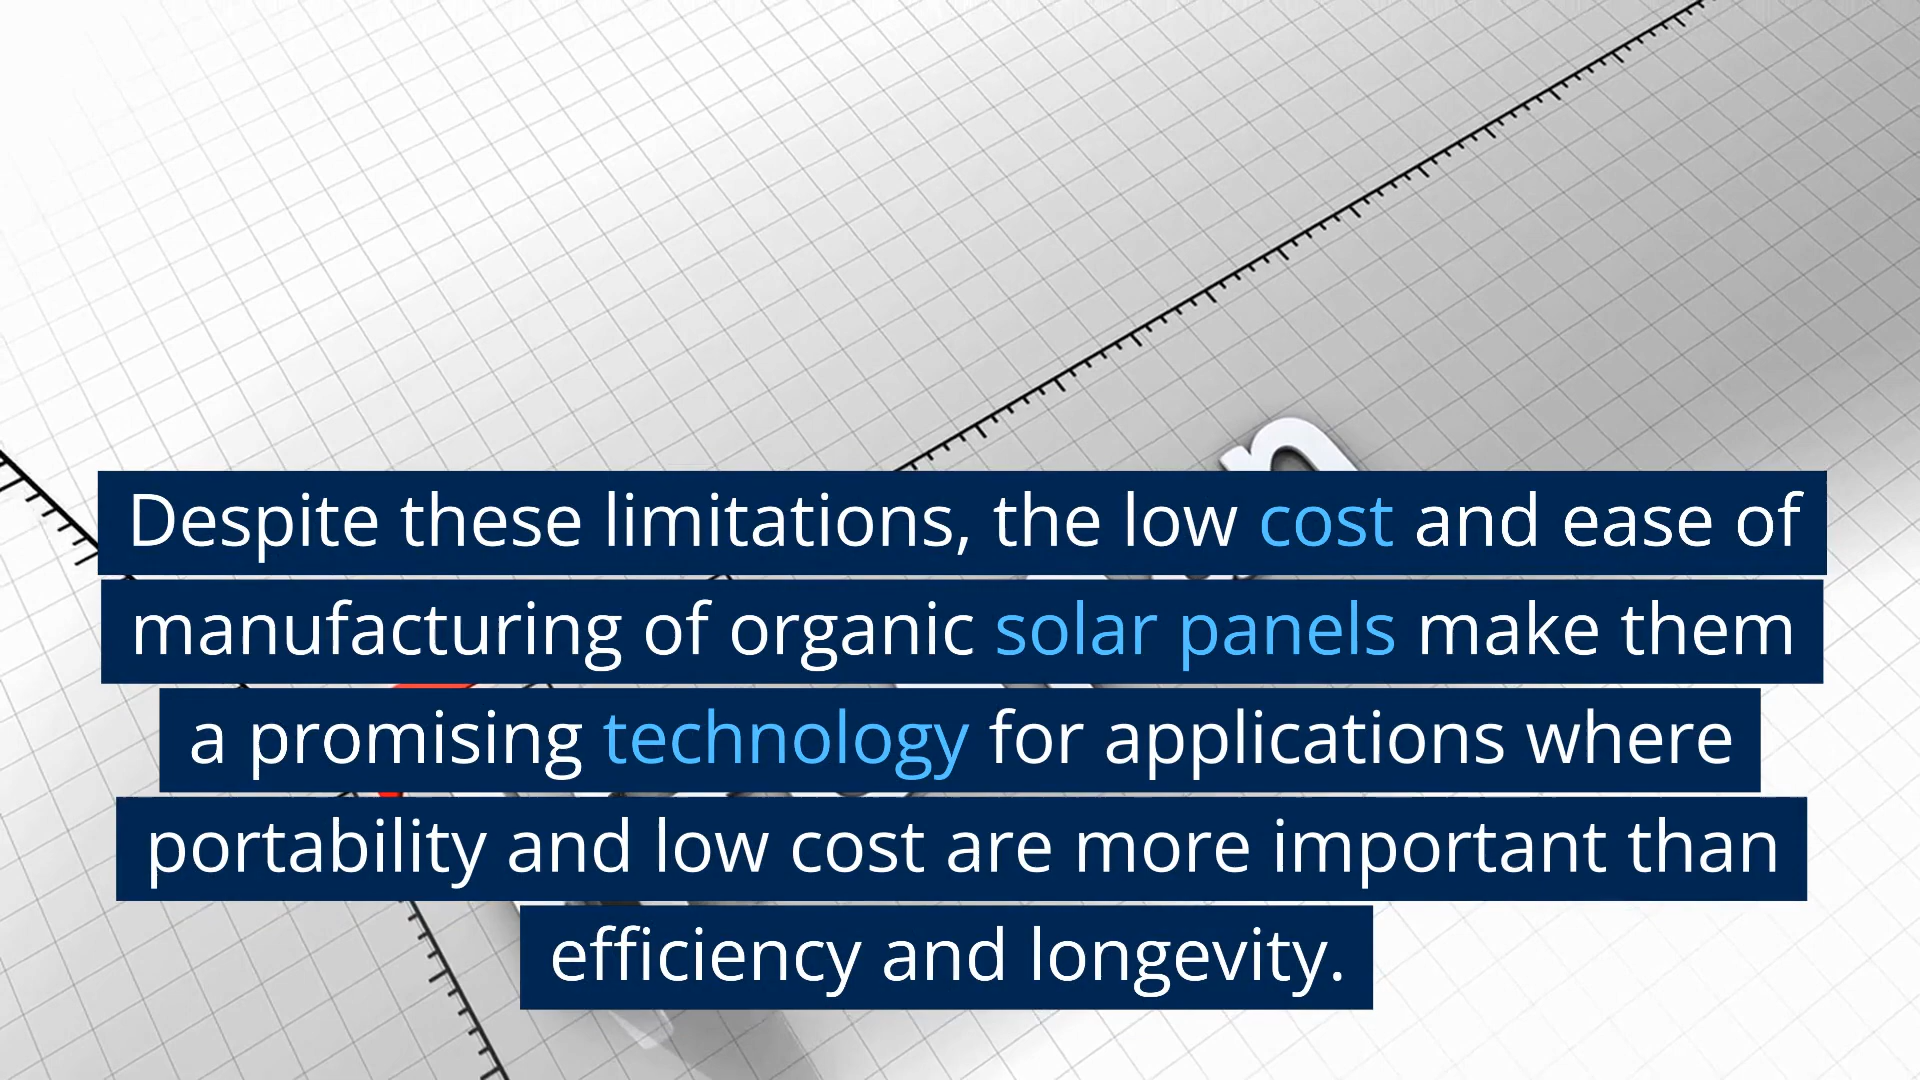 Despite these limitations, the low cost and ease of
manufacturing of organic solar panels make them
a promising technology for applications where
portability and low cost are more important than
efficiency and longevity.